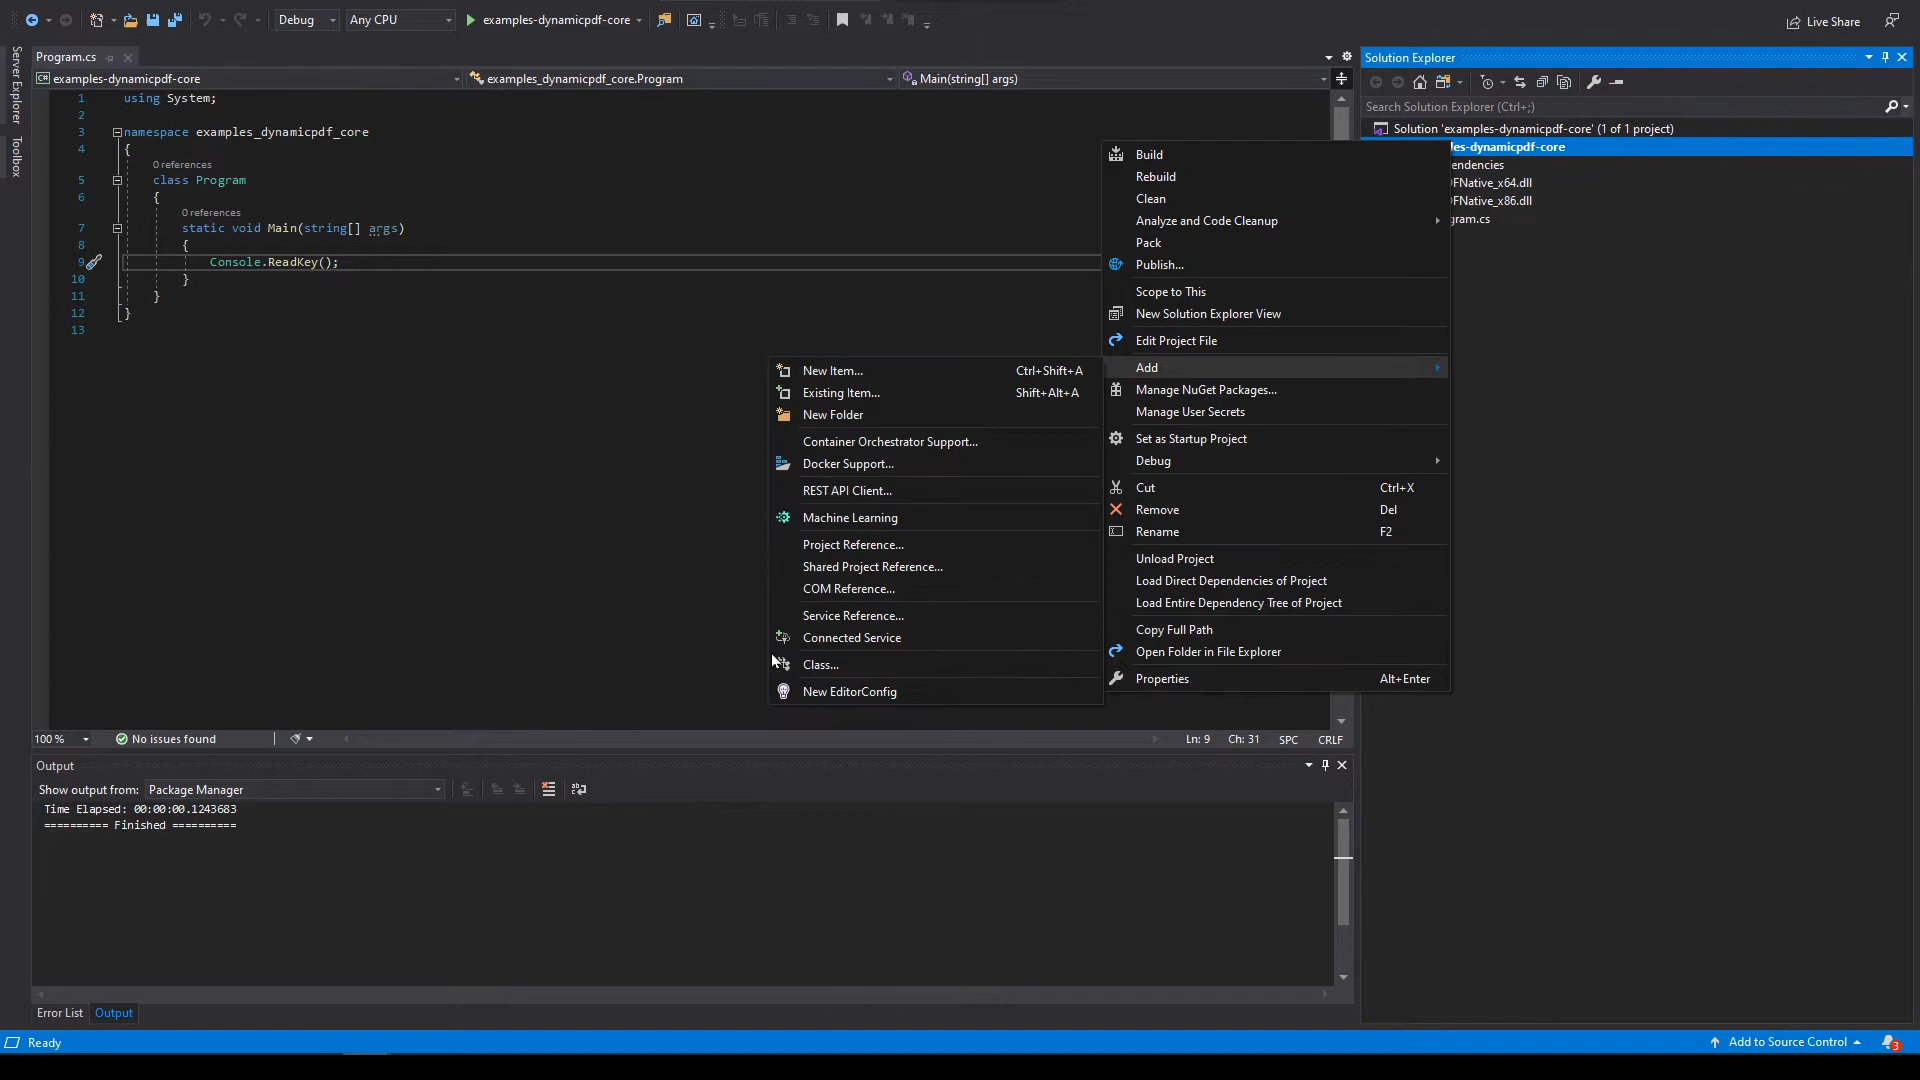 Debug
Any CPU
examples-dynamicpdf-core
Live Share
Server Explorer
Toolbox
Program.cs
examples-dynamicpdf-core
examples_dynamicpdf_core.Program
Main(string[] args)
1 using System;
2
3 namespace examples_dynamicpdf_core
4 {
0 references
5 class Program
6 {
0 references
7 static void Main(string[] args)
8 {
9 Console.ReadKey();
10 }
11 }
12 }
13
Solution Explorer
Search Solution Explorer (Ctrl+;)
Solution 'examples-dynamicpdf-core' (1 of 1 project)
les-dynamicpdf-core
endencies
FNative_x64.dll
FNative_x86.dll
gram.cs
Build
Rebuild
Clean
Analyze and Code Cleanup
Pack
Publish...
Scope to This
New Solution Explorer View
Edit Project File
Add
Manage NuGet Packages...
Manage User Secrets
Set as Startup Project
Debug
Cut Ctrl+X
Remove Del
Rename F2
Unload Project
Load Direct Dependencies of Project
Load Entire Dependency Tree of Project
Copy Full Path
Open Folder in File Explorer
Properties Alt+Enter
New Item... Ctrl+Shift+A
Existing Item... Shift+Alt+A
New Folder
Container Orchestrator Support...
Docker Support...
REST API Client...
Machine Learning
Project Reference...
Shared Project Reference...
COM Reference...
Service Reference...
Connected Service
Class...
New EditorConfig
100 %
No issues found
Ln: 9 Ch: 31 SPC CRLF
Output
Show output from: Package Manager
Time Elapsed: 00:00:00.1243683
========== Finished ==========
Error List Output
Ready
Add to Source Control
3